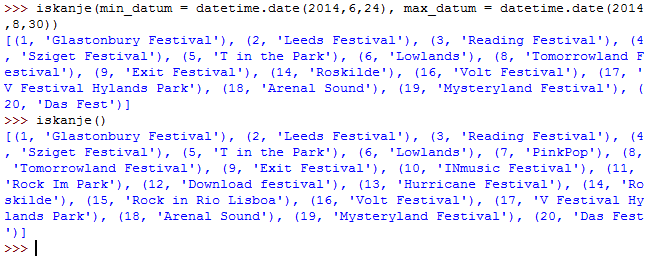 >>> iskanje(min_datum = datetime.date(2014,6,24), max_datum = datetime.date(2014
,8,30))
[(1, 'Glastonbury Festival'), (2, 'Leeds Festival'), (3, 'Reading Festival'), (4
, 'Sziget Festival'), (5, 'T in the Park'), (6, 'Lowlands'), (8, 'Tomorrowland F
estival'), (9, 'Exit Festival'), (14, 'Roskilde'), (16, 'Volt Festival'), (17, '
V Festival Hylands Park'), (18, 'Arenal Sound'), (19, 'Mysteryland Festival'), (
20, 'Das Fest')]
>>> iskanje()
[(1, 'Glastonbury Festival'), (2, 'Leeds Festival'), (3, 'Reading Festival'), (4
, 'Sziget Festival'), (5, 'T in the Park'), (6, 'Lowlands'), (7, 'PinkPop'), (8,
 'Tomorrowland Festival'), (9, 'Exit Festival'), (10, 'INmusic Festival'), (11,
'Rock Im Park'), (12, 'Download festival'), (13, 'Hurricane Festival'), (14, 'Ro
skilde'), (15, 'Rock in Rio Lisboa'), (16, 'Volt Festival'), (17, 'V Festival Hy
lands Park'), (18, 'Arenal Sound'), (19, 'Mysteryland Festival'), (20, 'Das Fest
')]
>>>